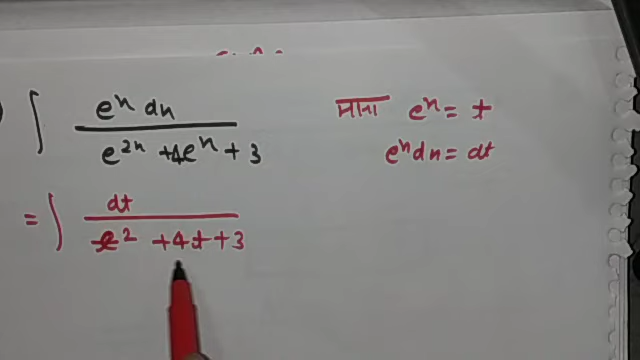 ∫ eˣ dx / e²ˣ + 4eˣ + 3
माना eˣ = t
eˣ dx = dt
= ∫ dt / t² + 4t + 3